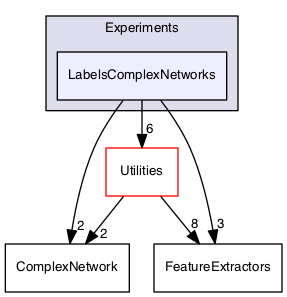 Experiments
LabelsComplexNetworks
6
Utilities
2
2
8
3
ComplexNetwork
FeatureExtractors